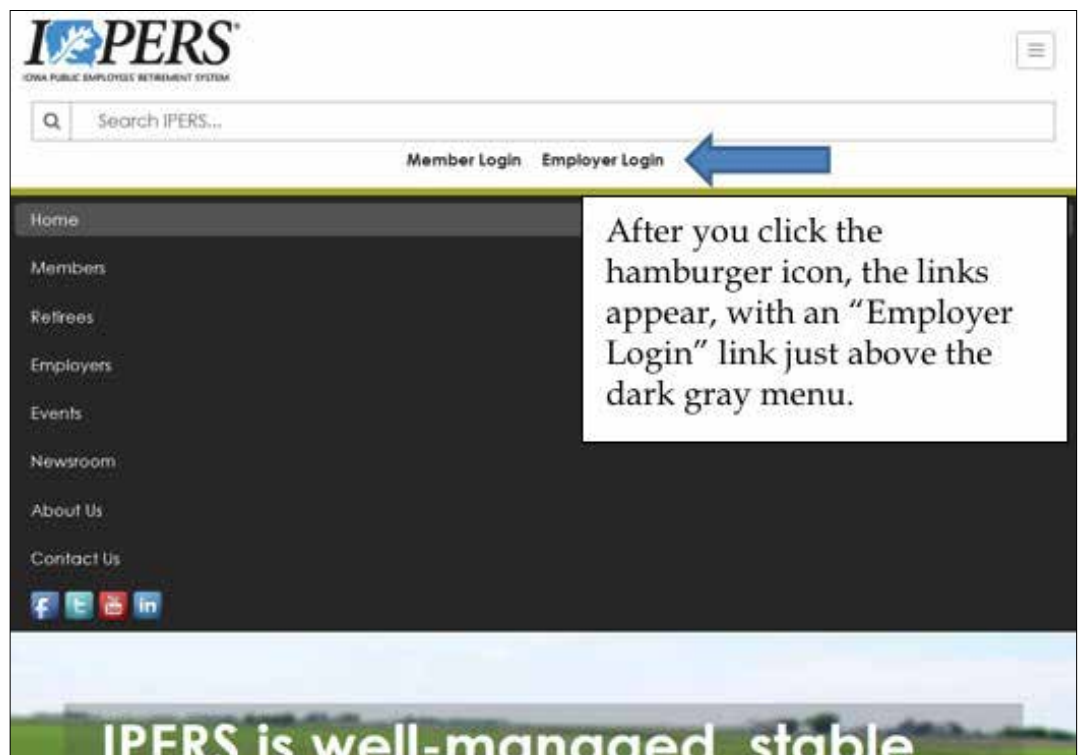 IPERS
IOWA PUBLIC EMPLOYEES' RETIREMENT SYSTEM
Search IPERS...
Member Login Employer Login
Home
Members
Retirees
Employers
Events
Newsroom
About Us
Contact Us
After you click the
hamburger icon, the links
appear, with an “Employer
Login” link just above the
dark gray menu.
IPERS is well-managed, stable